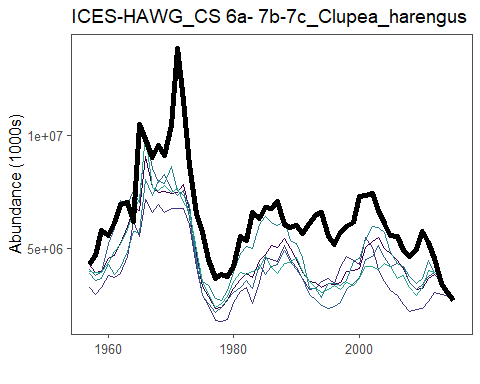 ICES-HAWG_CS 6a- 7b-7c_Clupea_harengus
Abundance (1000s)
1e+07
5e+06
1960
1980
2000